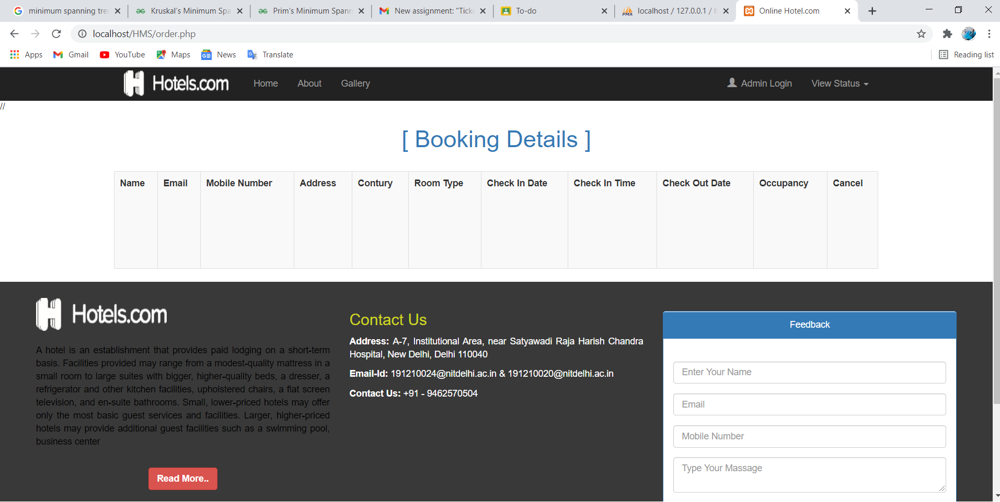 minimum spanning tre
Kruskal's Minimum Spa
Prim's Minimum Spann
New assignment: "Ticke
To-do
localhost / 127.0.0.1 / h
Online Hotel.com
localhost/HMS/order.php
Apps
Gmail
YouTube
Maps
News
Translate
Reading list
Hotels.com
Home
About
Gallery
Admin Login
View Status
//
[ Booking Details ]
Name
Email
Mobile Number
Address
Contury
Room Type
Check In Date
Check In Time
Check Out Date
Occupancy
Cancel
Hotels.com
A hotel is an establishment that provides paid lodging on a short-term
basis. Facilities provided may range from a modest-quality mattress in a
small room to large suites with bigger, higher-quality beds, a dresser, a
refrigerator and other kitchen facilities, upholstered chairs, a flat screen
television, and en-suite bathrooms. Small, lower-priced hotels may offer
only the most basic guest services and facilities. Larger, higher-priced
hotels may provide additional guest facilities such as a swimming pool,
business center
Read More..
Contact Us
Address: A-7, Institutional Area, near Satyawadi Raja Harish Chandra
Hospital, New Delhi, Delhi 110040
Email-Id: 191210024@nitdelhi.ac.in & 191210020@nitdelhi.ac.in
Contact Us: +91 - 9462570504
Feedback
Enter Your Name
Email
Mobile Number
Type Your Massage